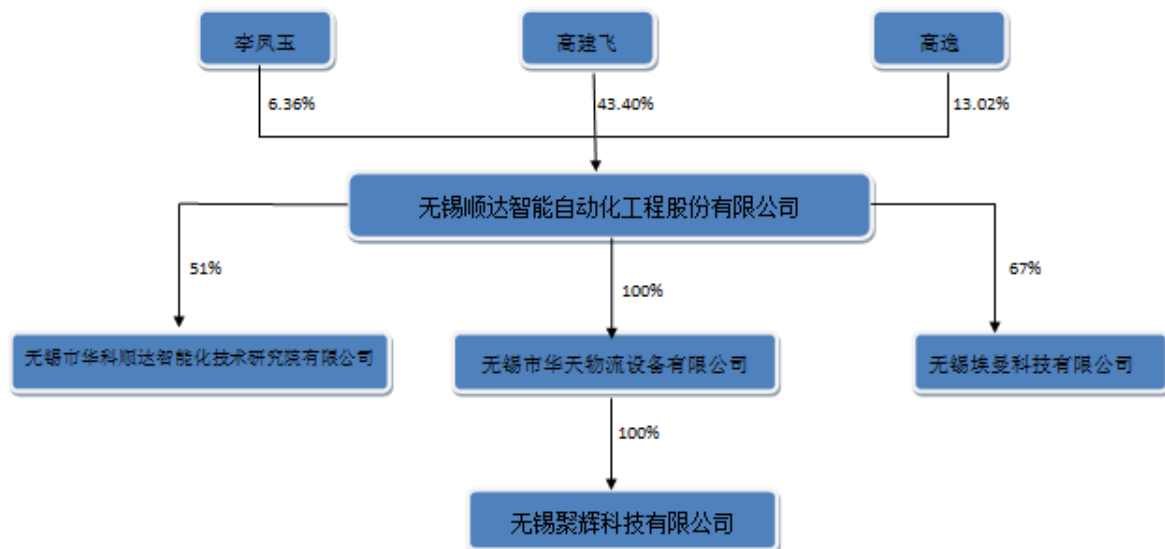 李凤玉
高建飞
高逸
6.36%
43.40%
13.02%
无锡顺达智能自动化工程股份有限公司
51%
100%
67%
无锡市华科顺达智能化技术研究院有限公司
无锡市华天物流设备有限公司
无锡埃曼科技有限公司
100%
无锡聚辉科技有限公司